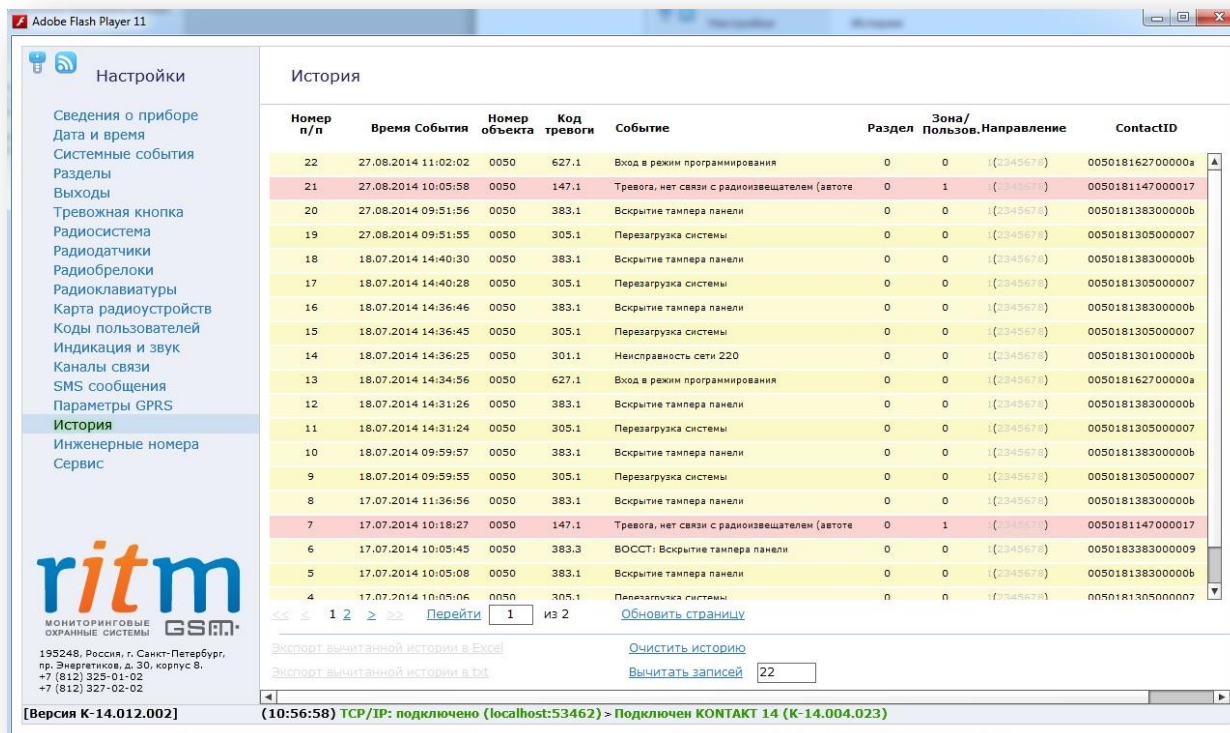 Adobe Flash Player 11
Настройки
Сведения о приборе
Дата и время
Системные события
Разделы
Выходы
Тревожная кнопка
Радиосистема
Радиодатчики
Радиобрелоки
Радиоклавиатуры
Карта радиоустройств
Коды пользователей
Индикация и звук
Каналы связи
SMS сообщения
Параметры GPRS
История
Инженерные номера
Сервис
ritm
МОНИТОРИНГОВЫЕ
ОХРАННЫЕ СИСТЕМЫ GSM
195248, Россия, г. Санкт-Петербург,
пр. Энергетиков, д. 30, корпус 8.
+7 (812) 325-01-02
+7 (812) 327-02-02
История
Номер п/п Время События Номер объекта Код тревоги Событие Раздел Зона/ Пользов. Направление ContactID
22 27.08.2014 11:02:02 0050 627.1 Вход в режим программирования 0 0 1(2345678) 005018162700000a
21 27.08.2014 10:05:58 0050 147.1 Тревога, нет связи с радиоизвещателем (автоте 0 1 1(2345678) 0050181147000017
20 27.08.2014 09:51:56 0050 383.1 Вскрытие тампера панели 0 0 1(2345678) 005018138300000b
19 27.08.2014 09:51:55 0050 305.1 Перезагрузка системы 0 0 1(2345678) 0050181305000007
18 18.07.2014 14:40:30 0050 383.1 Вскрытие тампера панели 0 0 1(2345678) 005018138300000b
17 18.07.2014 14:40:28 0050 305.1 Перезагрузка системы 0 0 1(2345678) 0050181305000007
16 18.07.2014 14:36:46 0050 383.1 Вскрытие тампера панели 0 0 1(2345678) 005018138300000b
15 18.07.2014 14:36:45 0050 305.1 Перезагрузка системы 0 0 1(2345678) 0050181305000007
14 18.07.2014 14:36:25 0050 301.1 Неисправность сети 220 0 0 1(2345678) 005018130100000b
13 18.07.2014 14:34:56 0050 627.1 Вход в режим программирования 0 0 1(2345678) 005018162700000a
12 18.07.2014 14:31:26 0050 383.1 Вскрытие тампера панели 0 0 1(2345678) 005018138300000b
11 18.07.2014 14:31:24 0050 305.1 Перезагрузка системы 0 0 1(2345678) 0050181305000007
10 18.07.2014 09:59:57 0050 383.1 Вскрытие тампера панели 0 0 1(2345678) 005018138300000b
9 18.07.2014 09:59:55 0050 305.1 Перезагрузка системы 0 0 1(2345678) 0050181305000007
8 17.07.2014 11:36:56 0050 383.1 Вскрытие тампера панели 0 0 1(2345678) 005018138300000b
7 17.07.2014 10:18:27 0050 147.1 Тревога, нет связи с радиоизвещателем (автоте 0 1 1(2345678) 0050181147000017
6 17.07.2014 10:05:45 0050 383.3 ВОССТ: Вскрытие тампера панели 0 0 1(2345678) 0050183383000009
5 17.07.2014 10:05:08 0050 383.1 Вскрытие тампера панели 0 0 1(2345678) 005018138300000b
4 17.07.2014 10:05:06 0050 305.1 Перезагрузка системы 0 0 1(2345678) 0050181305000007
<< < 1 2 > >> Перейти 1 из 2 Обновить страницу
Экспорт вычитанной истории в Excel Очистить историю
Экспорт вычитанной истории в txt Вычитать записей 22
[Версия K-14.012.002] (10:56:58) TCP/IP: подключено (localhost:53462) > Подключен KONTAKT 14 (K-14.004.023)